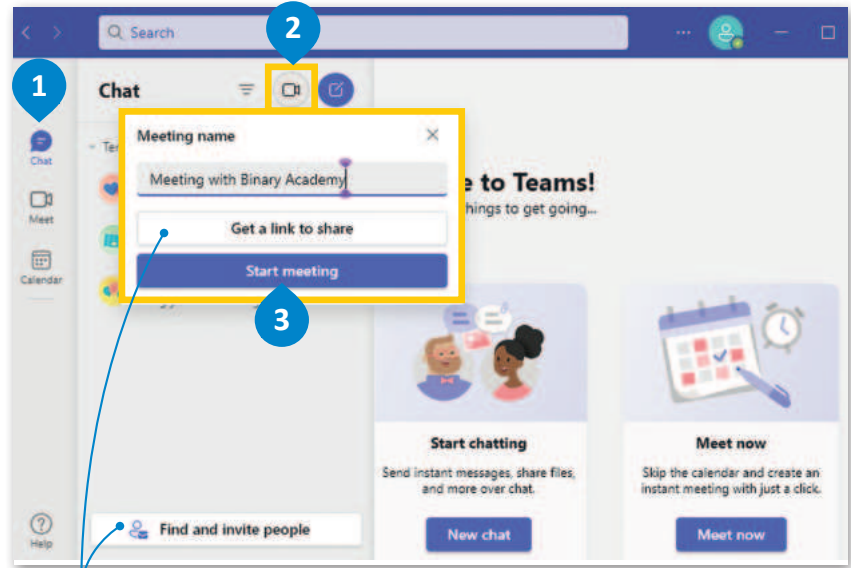 Search
2
1
Chat
Meeting name
Meeting with Binary Academy
Get a link to share
Start meeting
3
Chat
Meet
Calendar
Help
Find and invite people
e to Teams!
hings to get going...
Start chatting
Send instant messages, share files,
and more over chat.
New chat
Meet now
Skip the calendar and create an
instant meeting with just a click.
Meet now